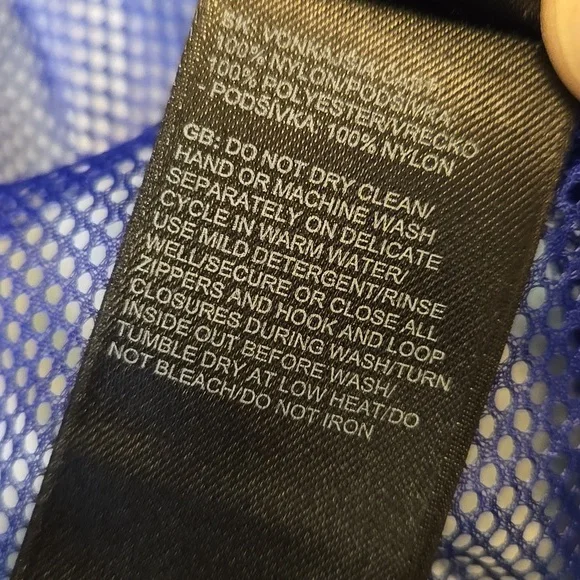 SK: VONKAJŠIA
100% NYLON/PODŠÍVKA
100% POLYESTER/VRECKO
- PODŠÍVKA: 100% NYLON
GB: DO NOT DRY CLEAN/
HAND OR MACHINE WASH
SEPARATELY ON DELICATE
CYCLE IN WARM WATER/
USE MILD DETERGENT/RINSE
WELL/SECURE OR CLOSE ALL
ZIPPERS AND HOOK AND LOOP
CLOSURES DURING WASH/TURN
INSIDE OUT BEFORE WASH/
TUMBLE DRY AT LOW HEAT/DO
NOT BLEACH/DO NOT IRON